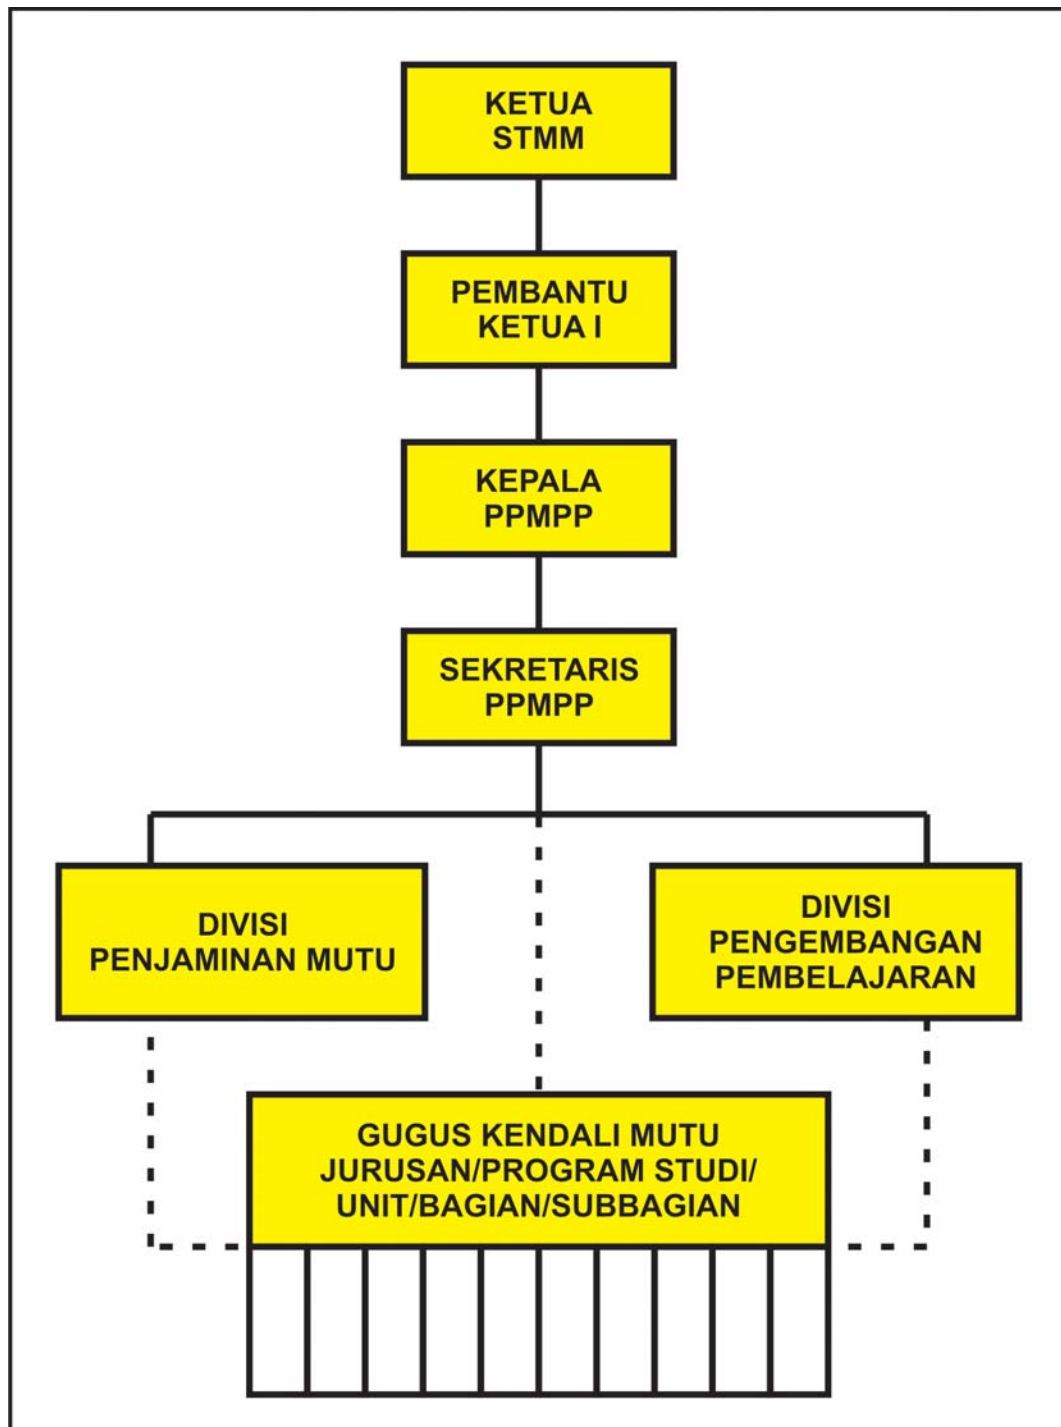 KETUA
STMM
PEMBANTU
KETUA I
KEPALA
PPMPP
SEKRETARIS
PPMPP
DIVISI
PENJAMINAN MUTU
DIVISI
PENGEMBANGAN
PEMBELAJARAN
GUGUS KENDALI MUTU
JURUSAN/PROGRAM STUDI/
UNIT/BAGIAN/SUBBAGIAN